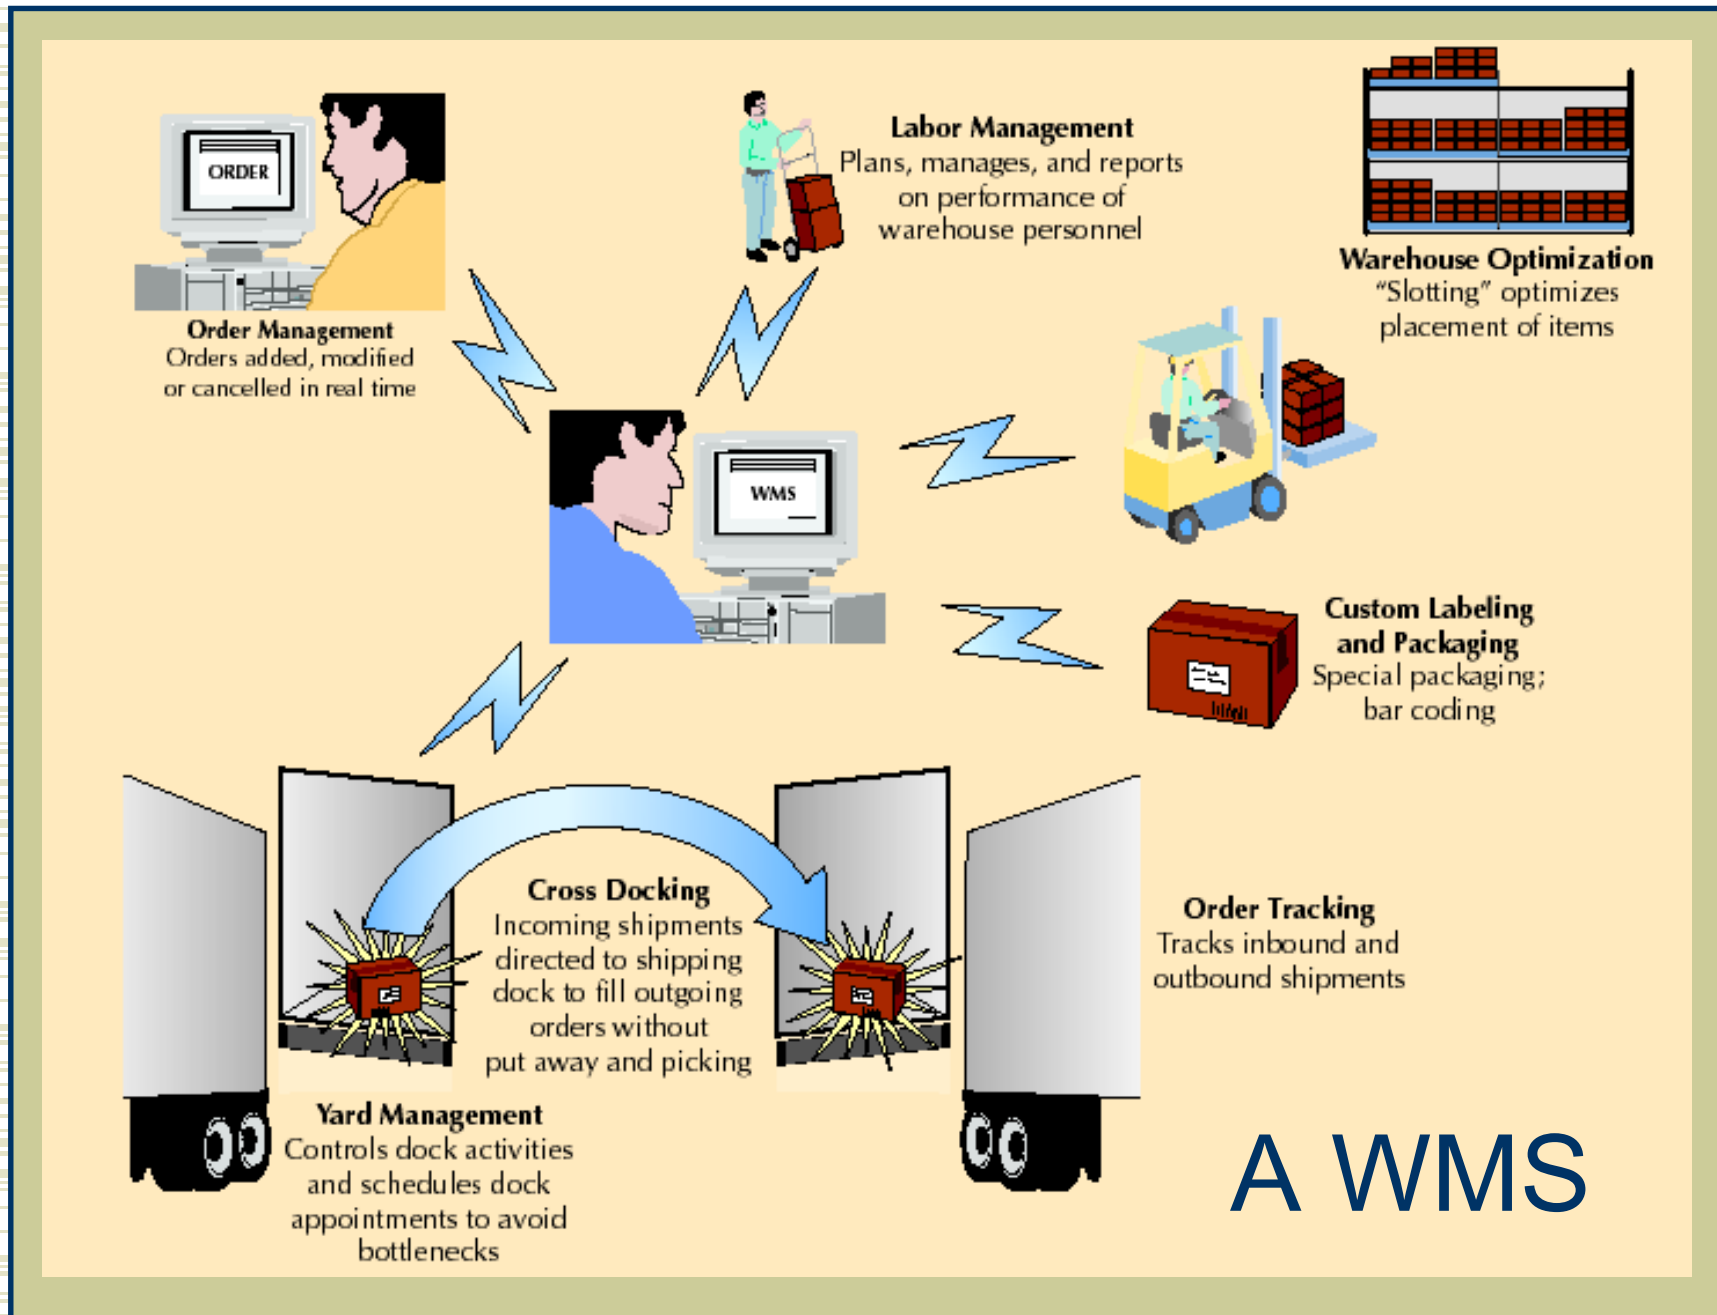 ORDER
Order Management
Orders added, modified
or cancelled in real time
Labor Management
Plans, manages, and reports
on performance of
warehouse personnel
Warehouse Optimization
“Slotting” optimizes
placement of items
WMS
Custom Labeling
and Packaging
Special packaging;
bar coding
Cross Docking
Incoming shipments
directed to shipping
dock to fill outgoing
orders without
put away and picking
Order Tracking
Tracks inbound and
outbound shipments
Yard Management
Controls dock activities
and schedules dock
appointments to avoid
bottlenecks
A WMS